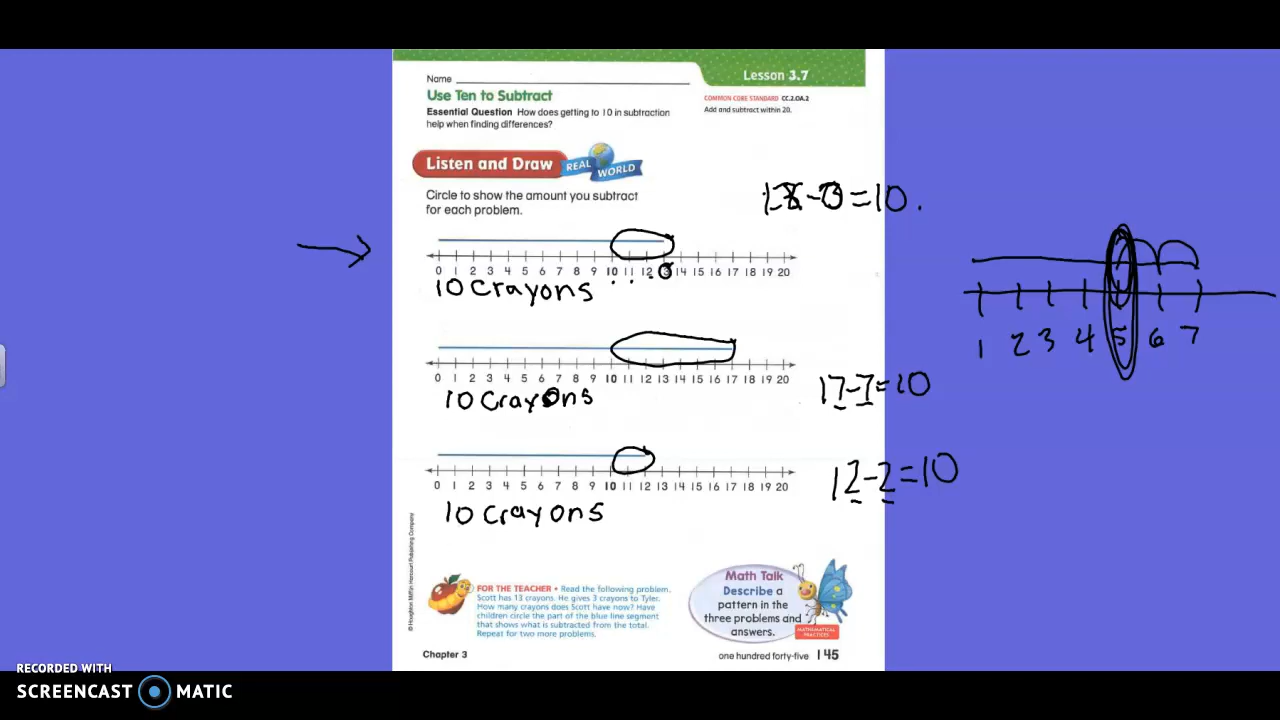 Lesson 3.7
Name
Use Ten to Subtract
COMMON CORE STANDARD CC.2.OA.2
Add and subtract within 20.
Essential Question How does getting to 10 in subtraction
help when finding differences?
Listen and Draw REAL WORLD
Circle to show the amount you subtract
for each problem.
-0=10.
0 1 2 3 4 5 6 7 8 9 10 11 12 13 14 15 16 17 18 19 20
10 Crayons
1 2 3 4 5 6 7
0 1 2 3 4 5 6 7 8 9 10 11 12 13 14 15 16 17 18 19 20
10 Crayons
17-7=10
0 1 2 3 4 5 6 7 8 9 10 11 12 13 14 15 16 17 18 19 20
10 Crayons
12-2=10
© Houghton Mifflin Harcourt Publishing Company
FOR THE TEACHER • Read the following problem.
Scott has 13 crayons. He gives 3 crayons to Tyler.
How many crayons does Scott have now? Have
children circle the part of the blue line segment
that shows what is subtracted from the total.
Repeat for two more problems.
Math Talk
Describe a
pattern in the
three problems and
answers.
MATHEMATICAL
PRACTICES
Chapter 3
one hundred forty-five 145
RECORDED WITH
SCREENCAST MATIC